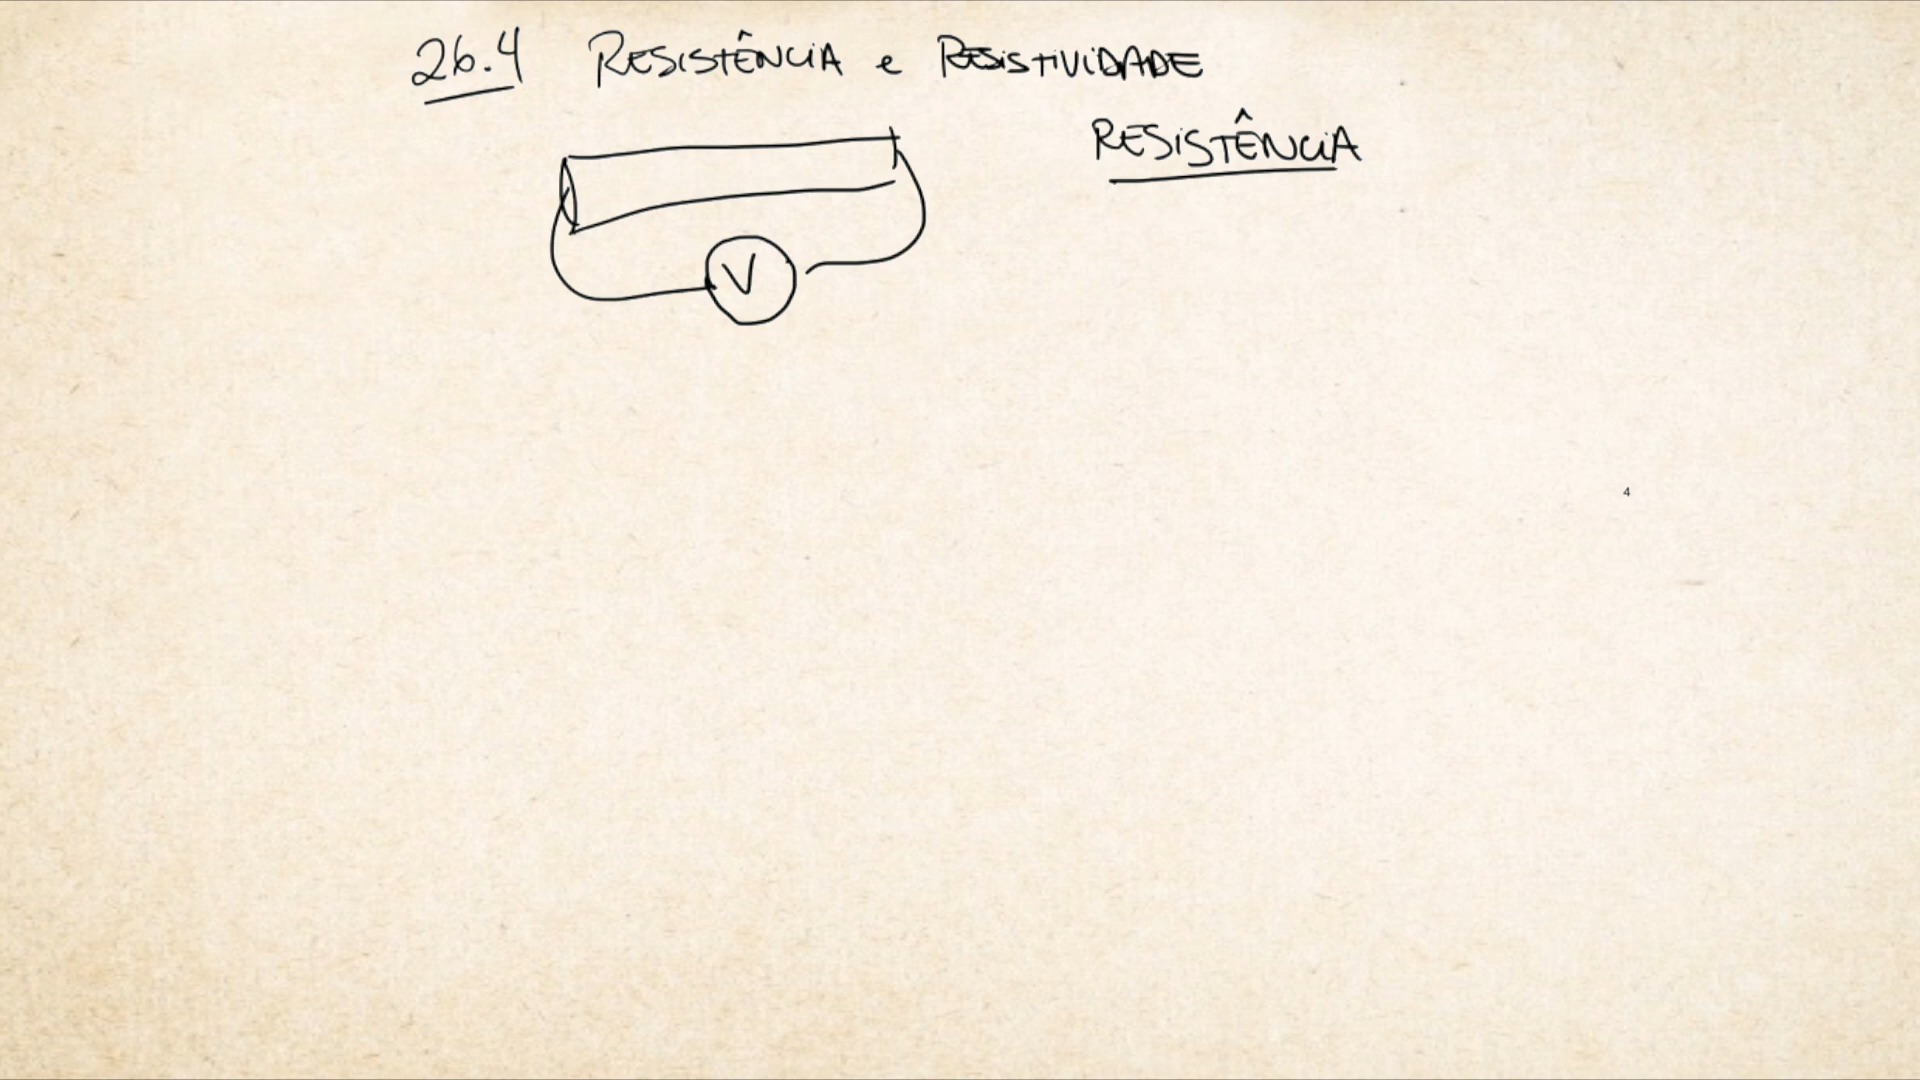 26.4 RESISTÊNCIA e RESISTIVIDADE
RESISTÊNCIA
V
4